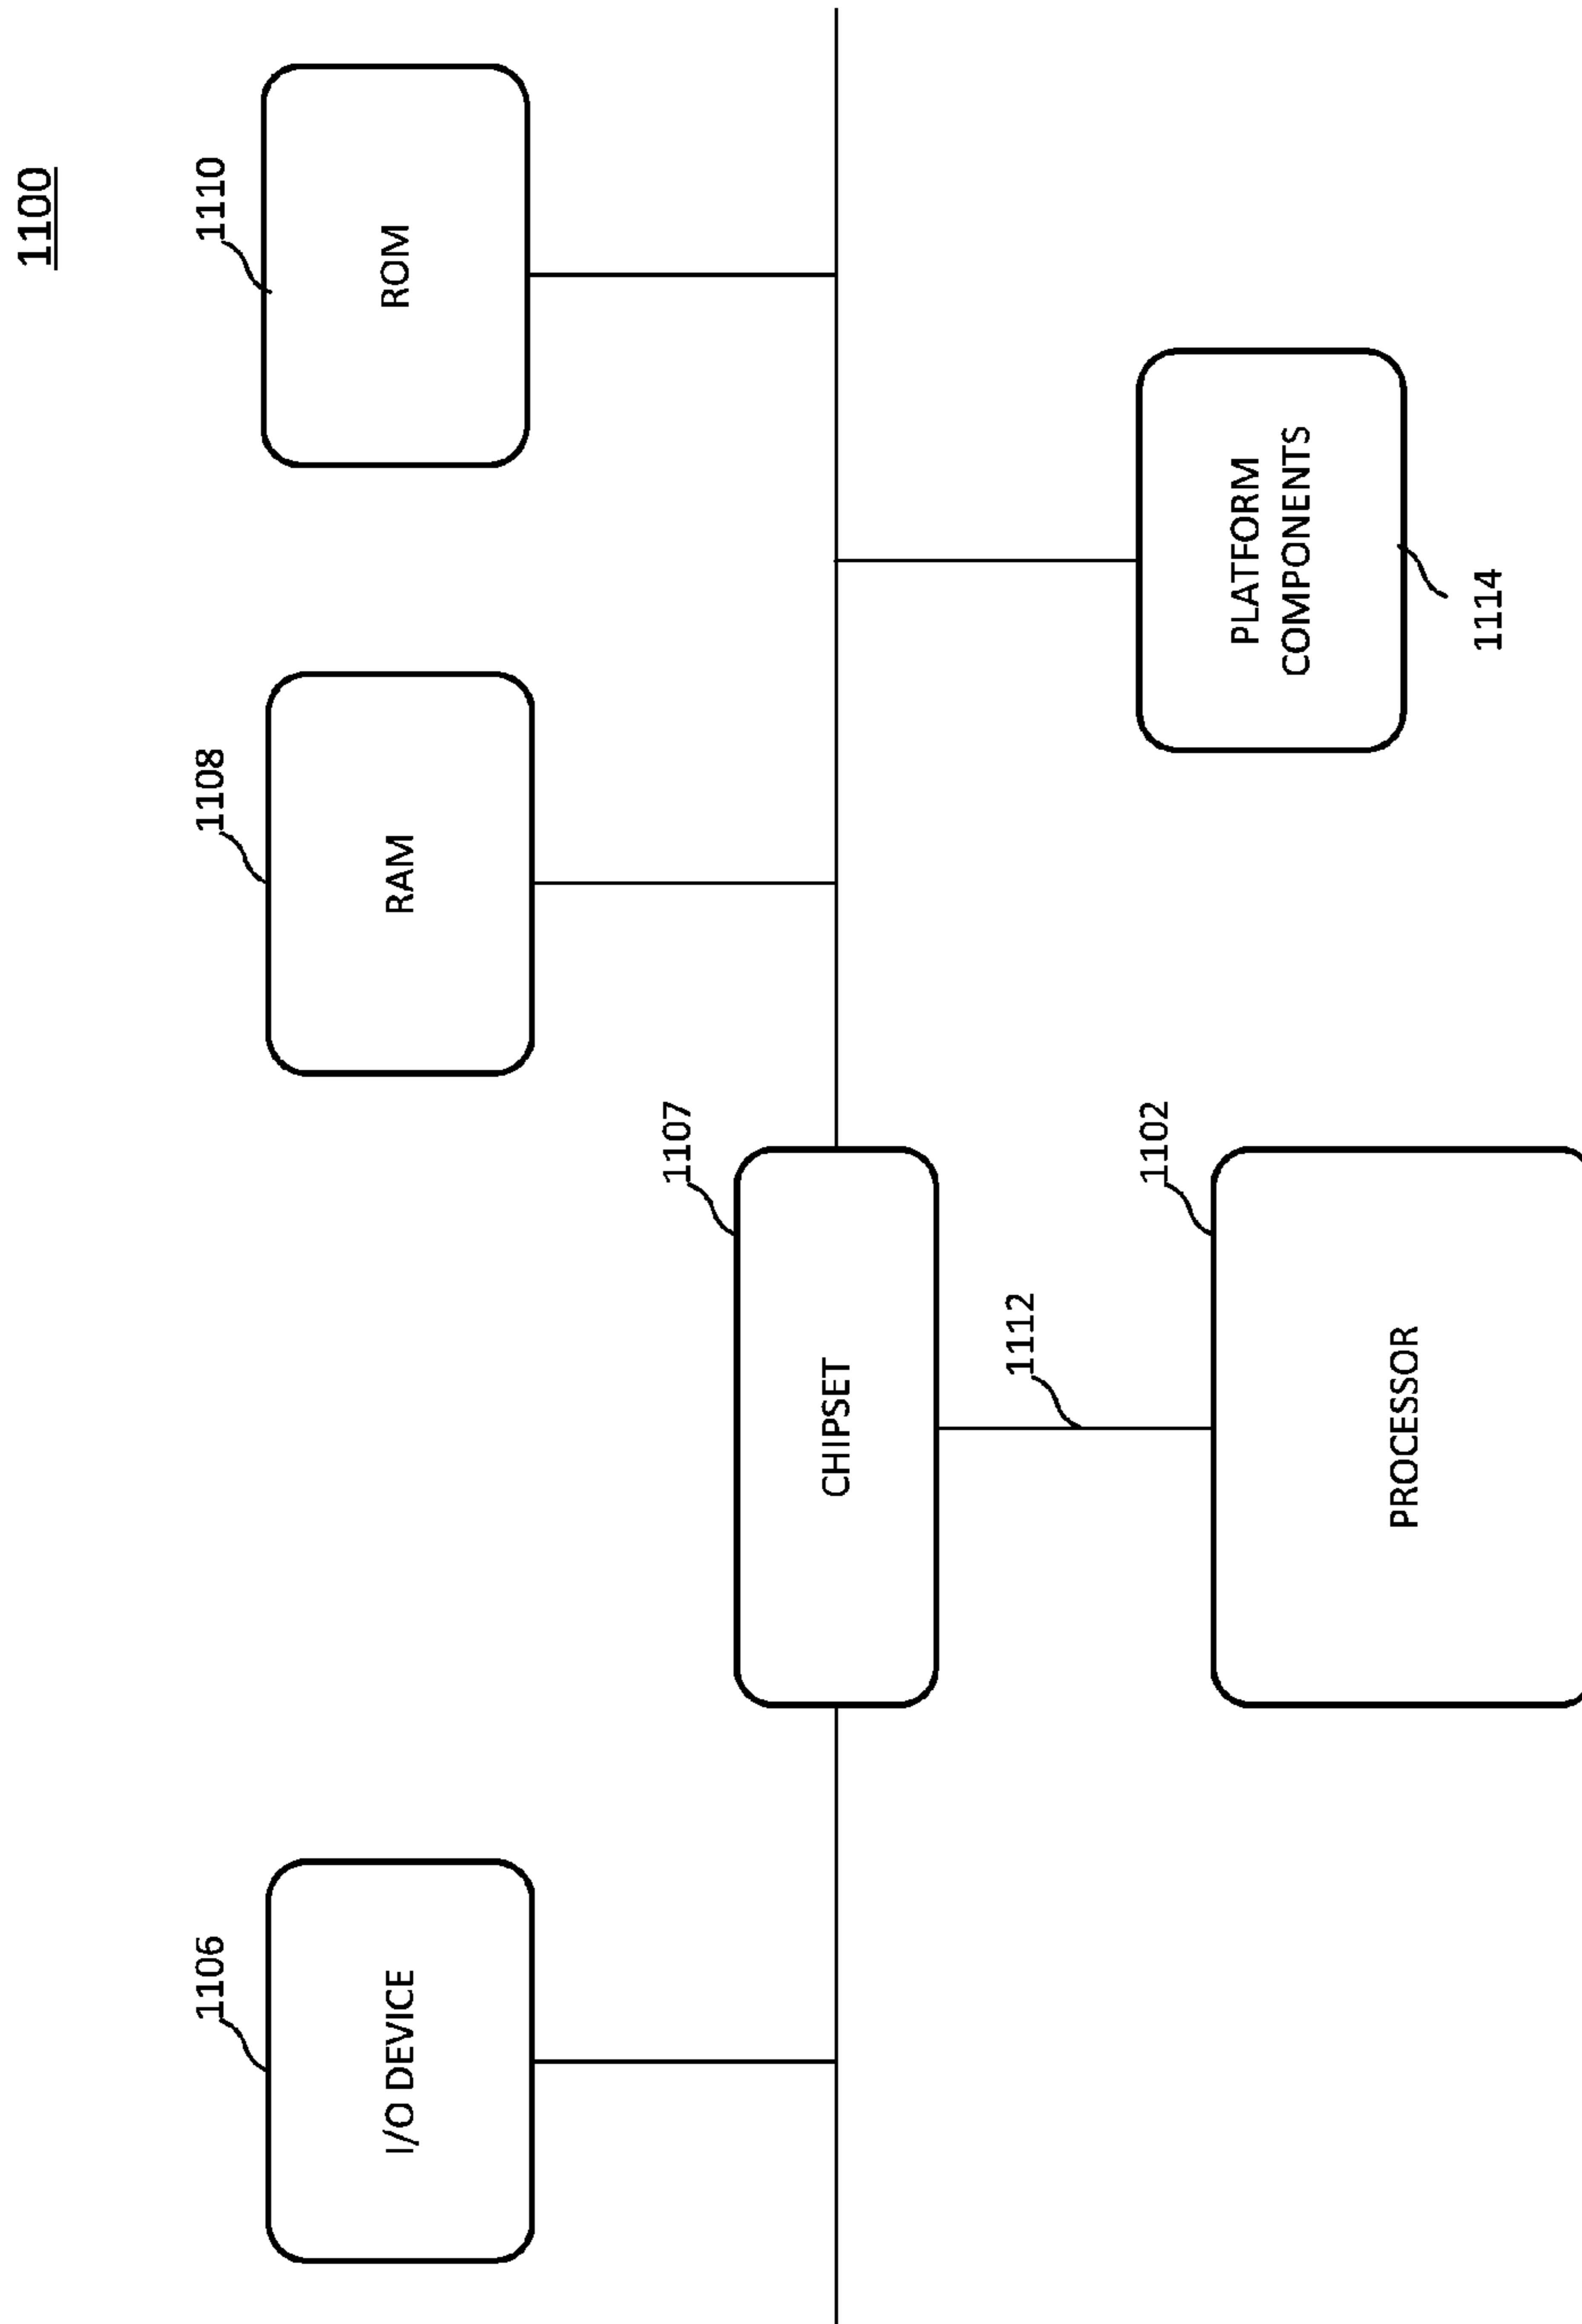 1100
1106
I/O DEVICE
1108
RAM
1110
ROM
1107
CHIPSET
1112
1102
PROCESSOR
PLATFORM
COMPONENTS
1114